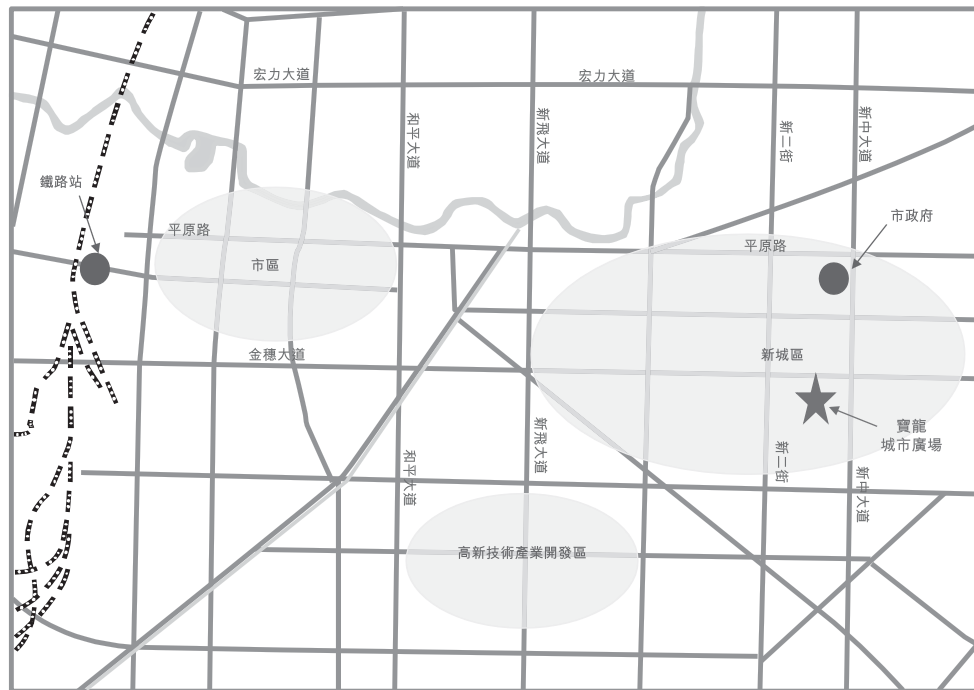 宏力大道
宏力大道
和平大道
新飛大道
新二街
新中大道
鐵路站
平原路
市區
平原路
市政府
金穗大道
新城區
寶龍
城市廣場
和平大道
新飛大道
新二街
新中大道
高新技術產業開發區